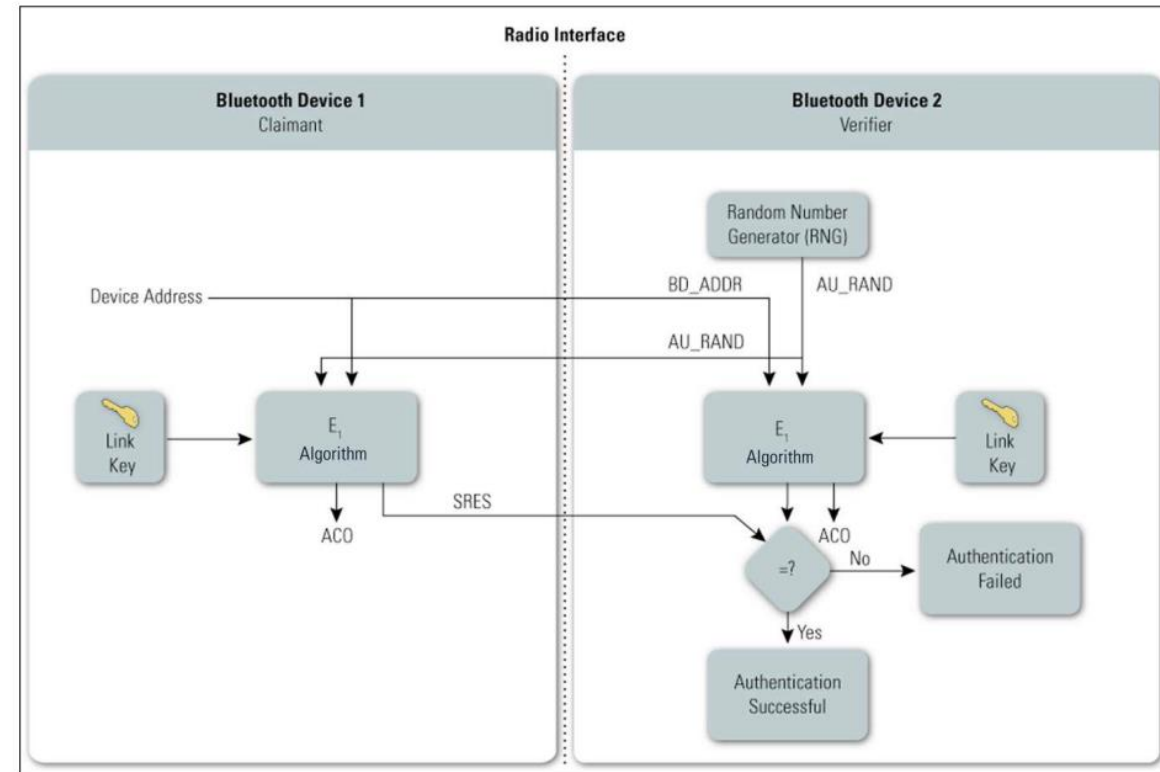 Radio Interface
Bluetooth Device 1
Claimant
Bluetooth Device 2
Verifier
Random Number
Generator (RNG)
Device Address
BD_ADDR
AU_RAND
AU_RAND
Link
Key
E1
Algorithm
E1
Algorithm
Link
Key
SRES
ACO
ACO
=?
No
Authentication
Failed
Yes
Authentication
Successful